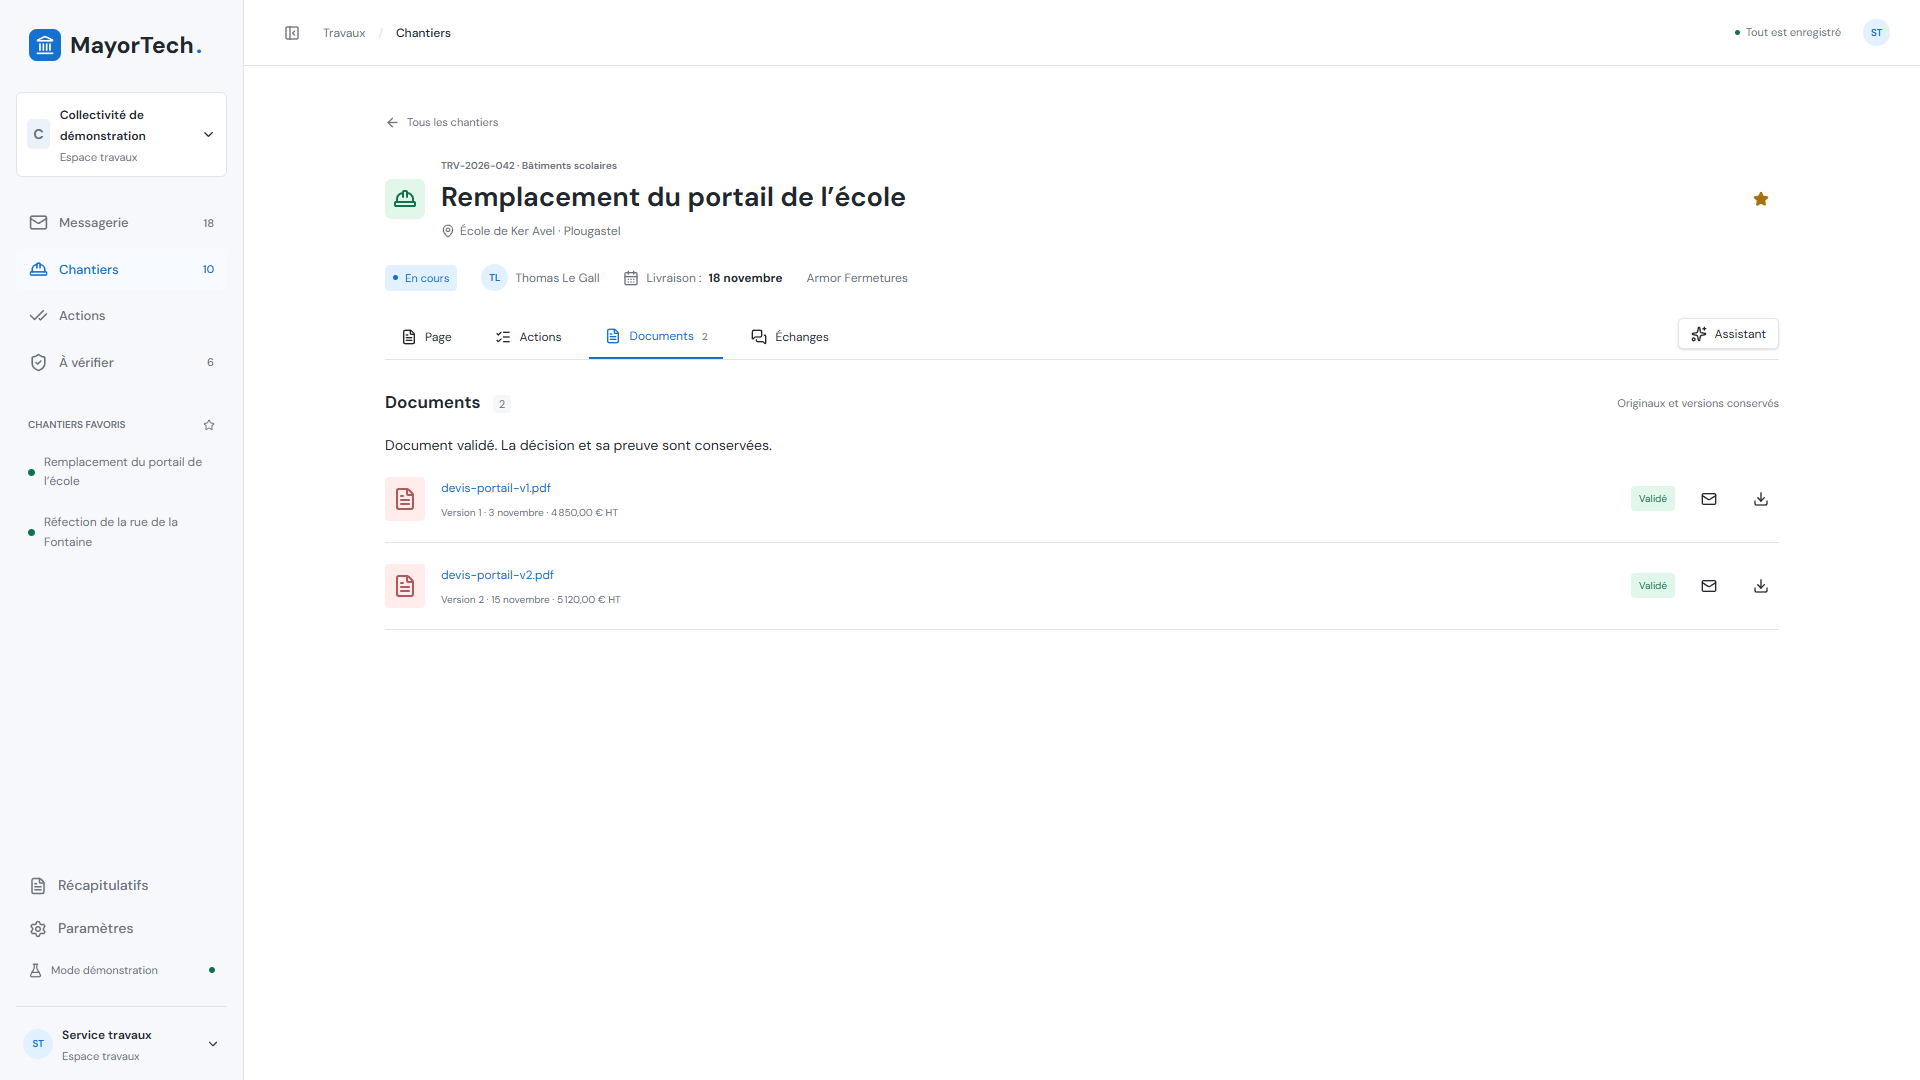 MayorTech.
Collectivité de
démonstration
Espace travaux
C
Messagerie 18
Chantiers 10
Actions
À vérifier 6
CHANTIERS FAVORIS
Remplacement du portail de
l’école
Réfection de la rue de la
Fontaine
Récapitulatifs
Paramètres
Mode démonstration
ST
Service travaux
Espace travaux
Travaux / Chantiers
Tout est enregistré
ST
Tous les chantiers
TRV-2026-042 · Bâtiments scolaires
Remplacement du portail de l’école
École de Ker Avel · Plougastel
En cours TL Thomas Le Gall Livraison : 18 novembre Armor Fermetures
Page Actions Documents 2 Échanges Assistant
Documents 2 Originaux et versions conservés
Document validé. La décision et sa preuve sont conservées.
devis-portail-v1.pdf
Version 1 · 3 novembre · 4 850,00 € HT
Validé
devis-portail-v2.pdf
Version 2 · 15 novembre · 5 120,00 € HT
Validé